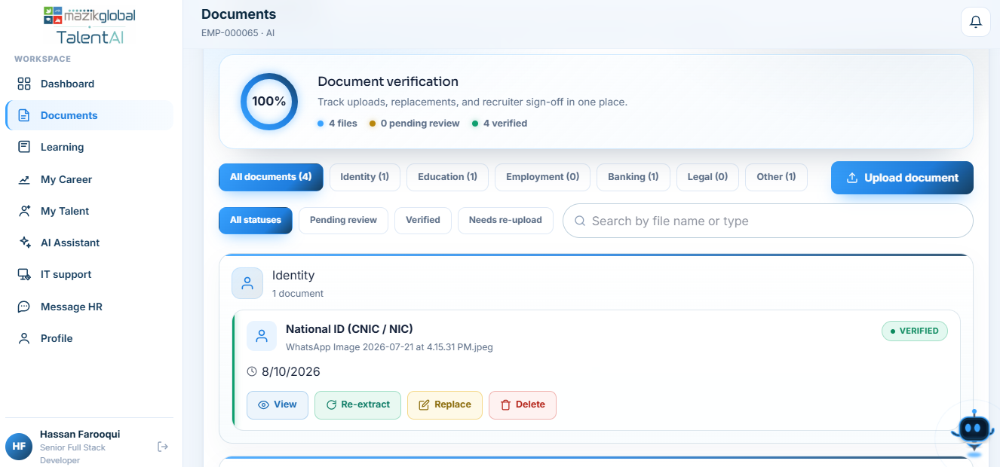 mazikglobal
TalentAI
WORKSPACE
Dashboard
Documents
Learning
My Career
My Talent
AI Assistant
IT support
Message HR
Profile
HF
Hassan Farooqui
Senior Full Stack
Developer
Documents
EMP-000065 · AI
100%
Document verification
Track uploads, replacements, and recruiter sign-off in one place.
4 files 0 pending review 4 verified
All documents (4) Identity (1) Education (1) Employment (0) Banking (1) Legal (0) Other (1) Upload document
All statuses Pending review Verified Needs re-upload Search by file name or type
Identity
1 document
National ID (CNIC / NIC) VERIFIED
WhatsApp Image 2026-07-21 at 4.15.31 PM.jpeg
8/10/2026
View Re-extract Replace Delete